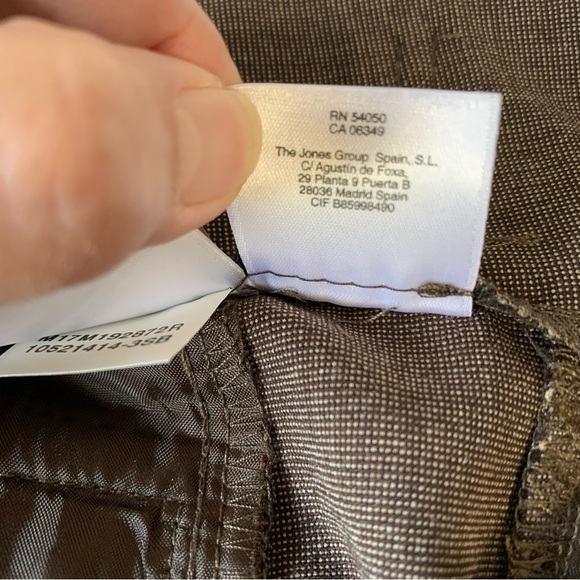 RN 54050
CA 06349
The Jones Group Spain, S.L.
C/ Agustin de Foxa,
29 Planta 9 Puerta B
28036 Madrid Spain
CIF B85998490
M17M192872R
10521414-3SB